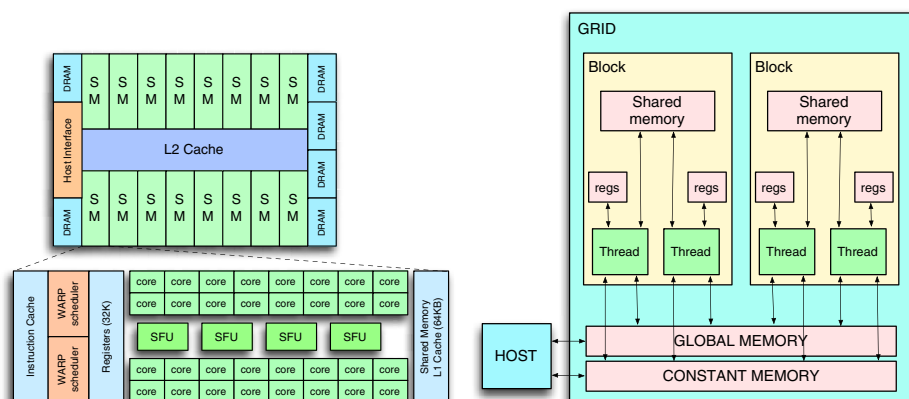 DRAM
S M S M S M S M S M S M S M S M
DRAM
Host Interface
L2 Cache
DRAM
DRAM
DRAM
S M S M S M S M S M S M S M S M
DRAM
Instruction Cache
WARP scheduler
WARP scheduler
Registers (32K)
core core core core core core core core
core core core core core core core core
SFU SFU SFU SFU
core core core core core core core core
core core core core core core core core
Shared Memory
L1 Cache (64KB)
GRID
Block
Shared
memory
regs regs
Thread Thread
Block
Shared
memory
regs regs
Thread Thread
HOST
GLOBAL MEMORY
CONSTANT MEMORY